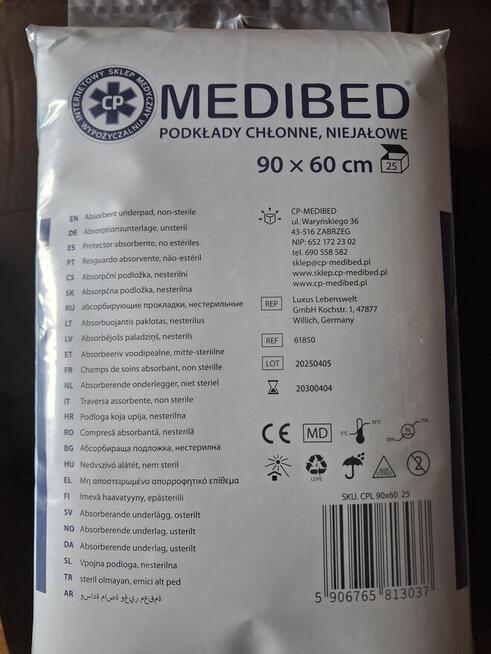 INTERNETOWY SKLEP MEDYCZNY
CP
WYPOŻYCZALNIA
MEDIBED®
PODKŁADY CHŁONNE, NIEJAŁOWE
90 × 60 cm
25
EN Absorbent underpad, non-sterile
DE Absorptionsunterlage, unsteril
ES Protector absorbente, no estériles
PT Resguardo absorvente, não-estéril
CS Absorpční podložka, nesterilní
SK Absorpčna podložka, nesterilna
RU абсорбирующие прокладки, нестерильные
LT Absorbuojantis paklotas, nesterilus
LV Absorbējošs paladziņš, nesterils
ET Absorbeeriv voodipealne, mitte-steriilne
FR Champs de soins absorbant, non stérille
NL Absorberende onderlegger, niet steriel
IT Traversa assorbente, non sterile
HR Podloga koja upija, nesterilna
RO Compresă absorbantă, nesterilă
BG Абсорбираща подложка, нестерилна
HU Nedvszívó alátét, nem steril
EL Μη αποστειρωμένο απορροφητικό επίθεμα
FI Imevä haavatyyny, epästeriili
SV Absorberande underlägg, osterilt
NO Absorberende underlag, usterilt
DA Absorberende underlag, usterilt
SL Vpojna podloga, nesterilna
TR steril olmayan, emici alt ped
AR
CP-MEDIBED
ul. Waryńskiego 36
43-516 ZABRZEG
NIP: 652 172 23 02
tel. 690 558 582
sklep@cp-medibed.pl
www.sklep.cp-medibed.pl
www.cp-medibed.pl
REP Luxus Lebenswelt
GmbH Kochstr. 1, 47877
Willich, Germany
REF 61850
LOT 20250405
20300404
CE MD 5°C 35°C 50% 75%
LDPE NON STERILE 2
SKU. CPL 90x60 25
5 906765 813037